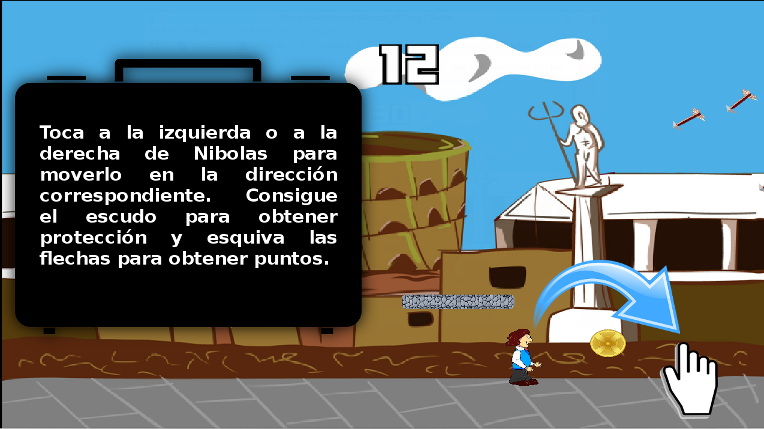 12
Toca a la izquierda o a la
derecha de Nibolas para
moverlo en la dirección
correspondiente. Consigue
el escudo para obtener
protección y esquiva las
flechas para obtener puntos.